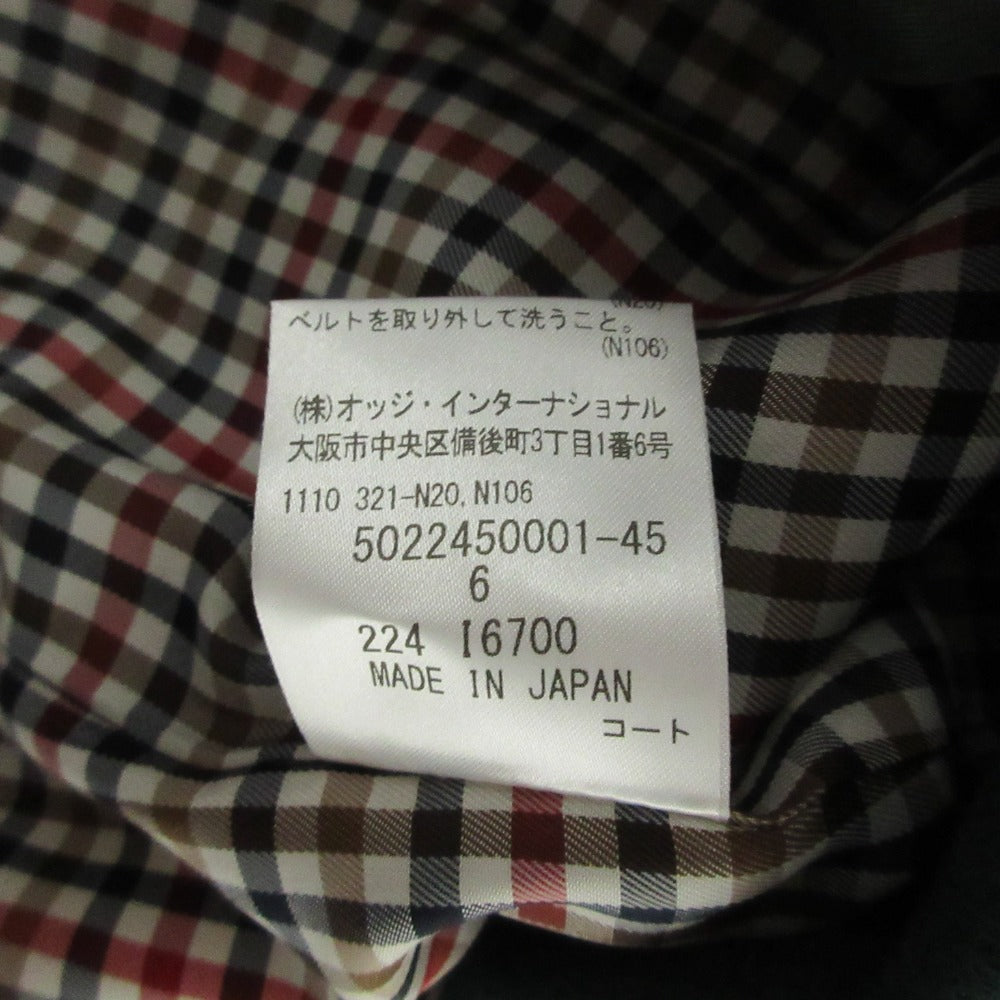 (N20)
ベルトを取り外して洗うこと。
(N106)
(株)オッジ・インターナショナル
大阪市中央区備後町3丁目1番6号
1110 321-N20,N106
5022450001-45
6
224 I6700
MADE IN JAPAN
コート